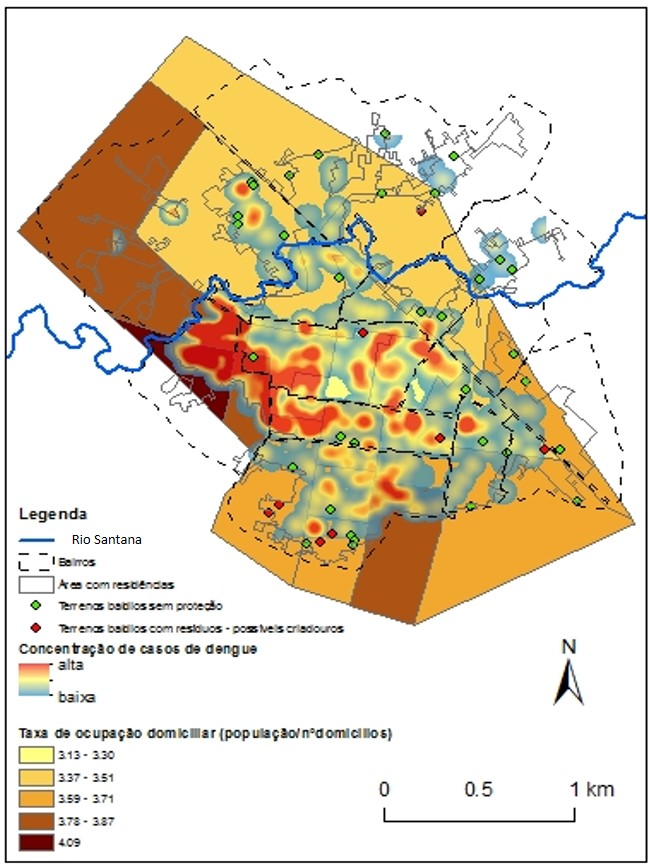 Legenda
Rio Santana
Bairros
Área com residências
Terrenos baldios sem proteção
Terrenos baldios com resíduos - possíveis criadouros
Concentração de casos de dengue
alta
baixa
Taxa de ocupação domiciliar (população/nºdomicílios)
3.13 - 3.30
3.37 - 3.51
3.59 - 3.71
3.78 - 3.87
4.09
N
0 0.5 1 km